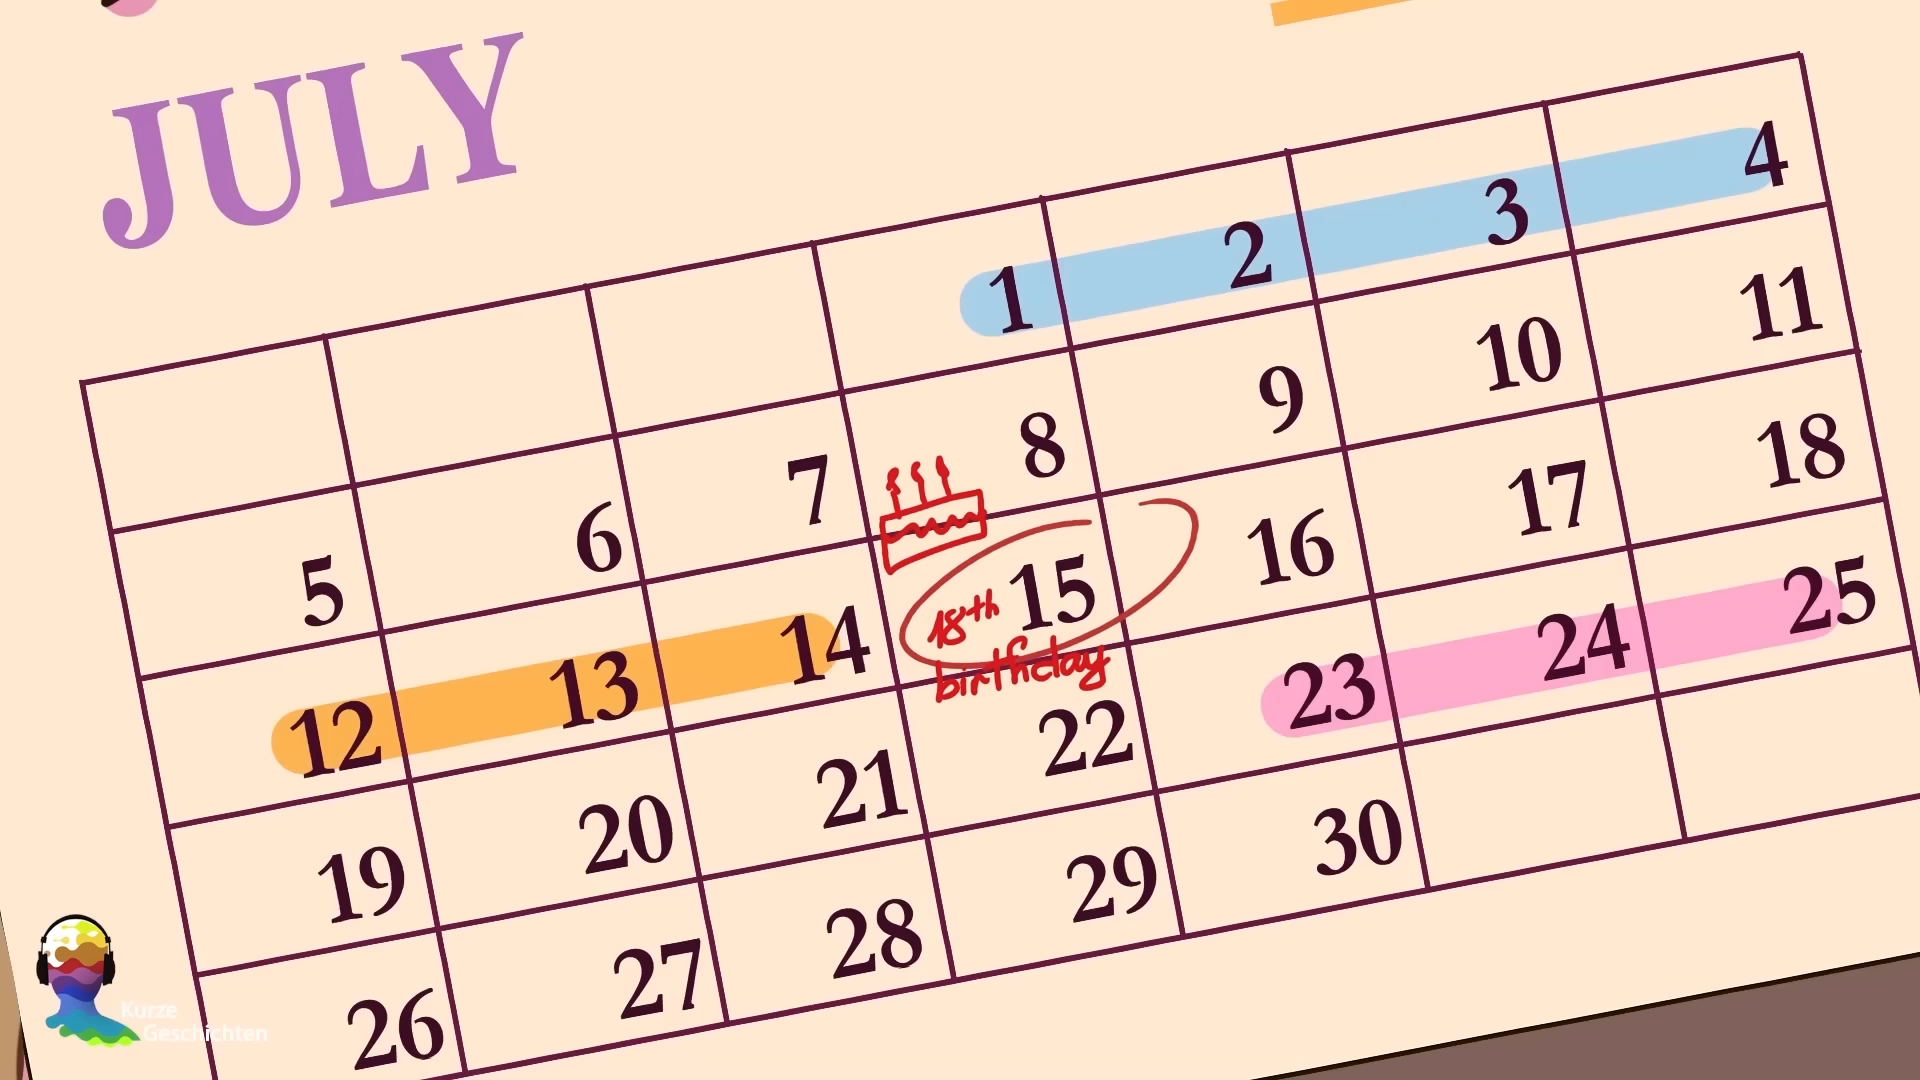 JULY
1 2 3 4
5 6 7 8 9 10 11
12 13 14 15 16 17 18
18th
birthday
19 20 21 22 23 24 25
26 27 28 29 30
Kurze
Geschichten